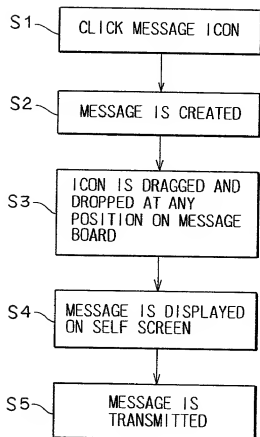 S1
CLICK MESSAGE ICON
S2
MESSAGE IS CREATED
S3
ICON IS DRAGGED AND
DROPPED AT ANY
POSITION ON MESSAGE
BOARD
S4
MESSAGE IS DISPLAYED
ON SELF SCREEN
S5
MESSAGE IS
TRANSMITTED